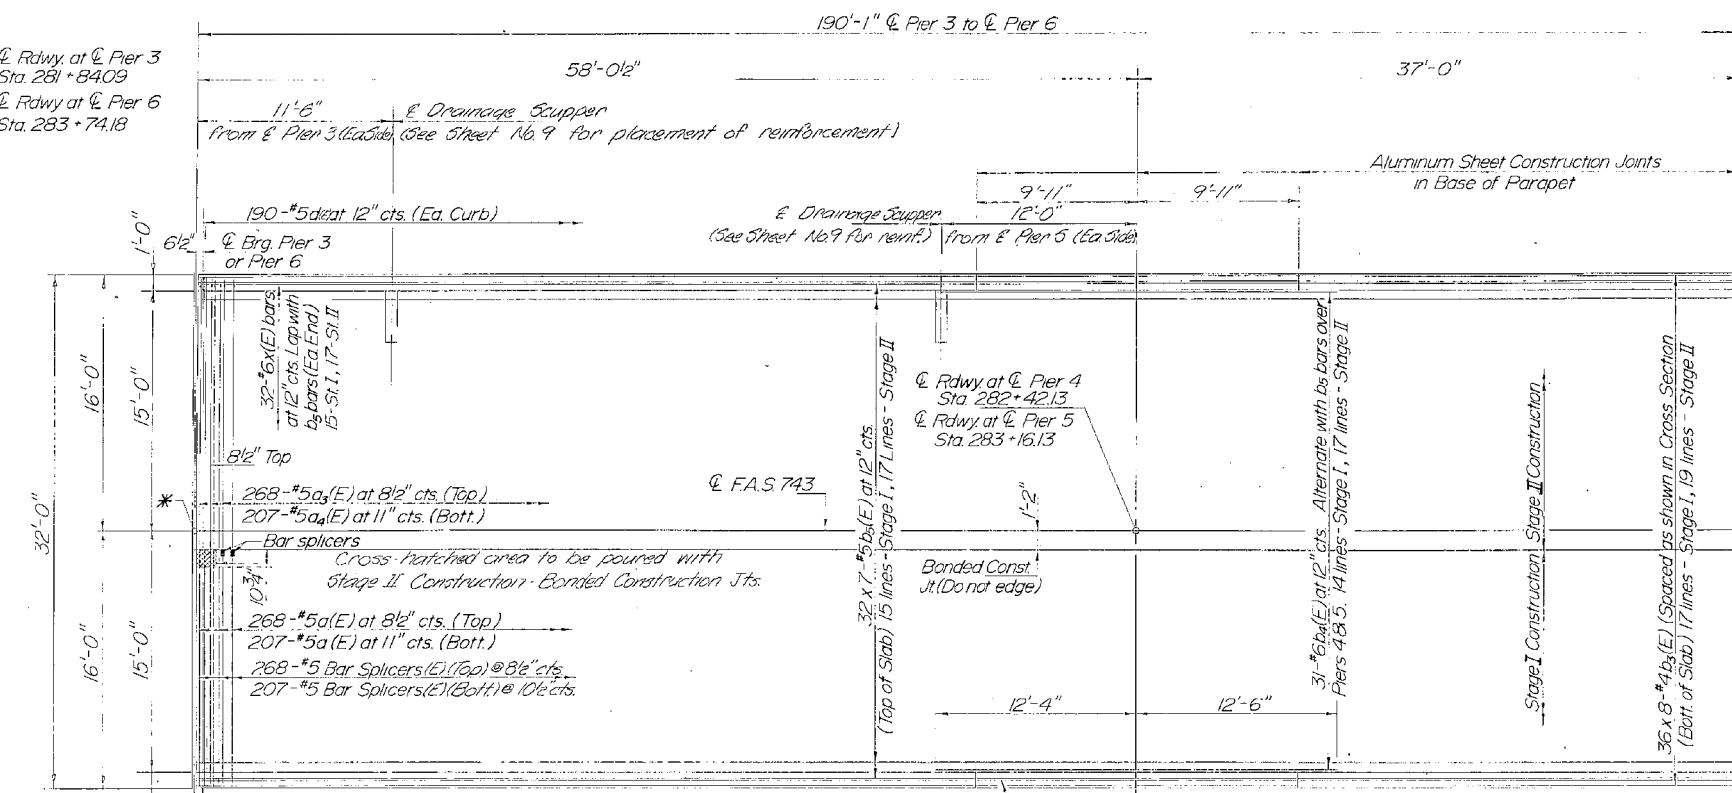 190'-1" ℄ Pier 3 to ℄ Pier 6
℄ Rdwy. at ℄ Pier 3
Sta. 281+84.09
℄ Rdwy at ℄ Pier 6
Sta. 283+74.18
58'-0½"
37'-0"
11'-6"
℄ Drainage Scupper
from ℄ Pier 3 (Ea.Side) (See Sheet No. 9 for placement of reinforcement)
Aluminum Sheet Construction Joints
in Base of Parapet
9'-11"
9'-11"
190-#5 at 12" cts. (Ea. Curb)
℄ Drainage Scupper
12'-0"
(See Sheet No.9 for reinf.) from ℄ Pier 5 (Ea Side)
1'-0"
6½"
℄ Brg. Pier 3
or Pier 6
32-#6x(E) bars
at 12" cts. Lap with
b5 bars (Ea. End)
15-St.I, 17-St.II
16'-0"
15'-0"
32'-0"
8½" Top
℄ Rdwy. at ℄ Pier 4
Sta. 282+42.13
℄ Rdwy. at ℄ Pier 5
Sta. 283+16.13
℄ F.A.S. 743
1'-2"
*
268-#5a3(E) at 8½" cts. (Top)
207-#5a4(E) at 11" cts. (Bott.)
Bar splicers
Cross-hatched area to be poured with
Stage II Construction - Bonded Construction Jts.
10¾"
Bonded Const.
Jt.(Do not edge)
268-#5a(E) at 8½" cts. (Top)
207-#5a(E) at 11" cts. (Bott.)
268-#5 Bar Splicers(E)(Top)@8½"cts.
207-#5 Bar Splicers(E)(Bott)@10½"cts.
16'-0"
15'-0"
32 x 7-#5b5(E) at 12" cts.
(Top of Slab) 15 lines - Stage I, 17 Lines - Stage II
12'-4"
12'-6"
31-#6b4(E) at 12" cts. Alternate with b5 bars over
Piers 4&5. 14 lines - Stage I, 17 lines - Stage II
Stage I Construction
Stage II Construction
36 x 8-#4b3(E) (Spaced as shown in Cross Section
(Bott. of Slab) 17 lines - Stage I, 19 lines - Stage II